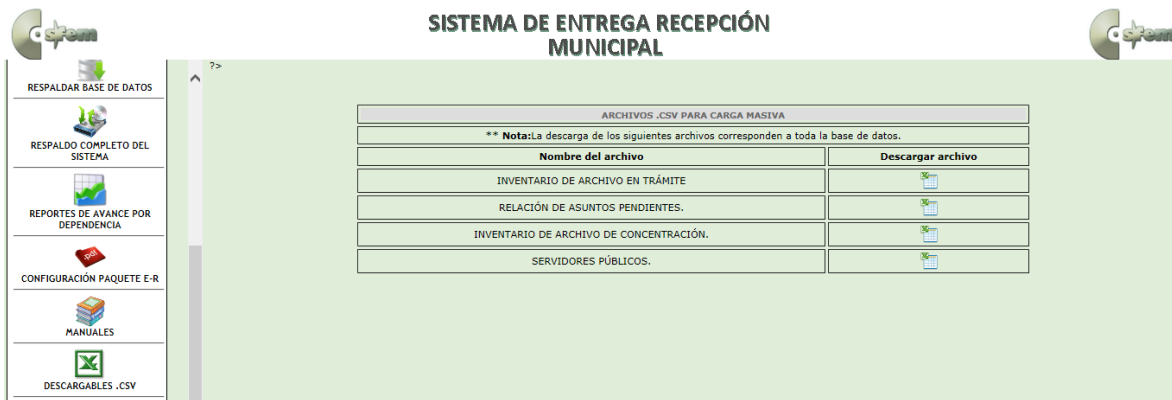 osfem
SISTEMA DE ENTREGA RECEPCIÓN
MUNICIPAL
osfem
RESPALDAR BASE DE DATOS
RESPALDO COMPLETO DEL
SISTEMA
REPORTES DE AVANCE POR
DEPENDENCIA
.pdf
CONFIGURACIÓN PAQUETE E-R
MANUALES
DESCARGABLES .CSV
?>
ARCHIVOS .CSV PARA CARGA MASIVA
** Nota:La descarga de los siguientes archivos corresponden a toda la base de datos.
Nombre del archivo Descargar archivo
INVENTARIO DE ARCHIVO EN TRÁMITE
RELACIÓN DE ASUNTOS PENDIENTES.
INVENTARIO DE ARCHIVO DE CONCENTRACIÓN.
SERVIDORES PÚBLICOS.